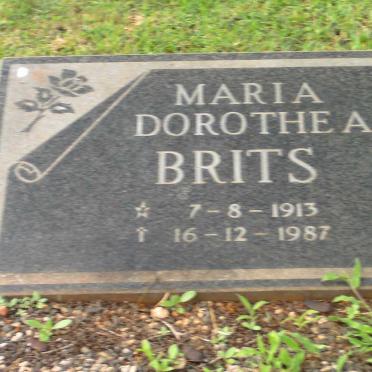 MARIA
DOROTHEA
BRITS
☆ 7-8-1913
† 16-12-1987